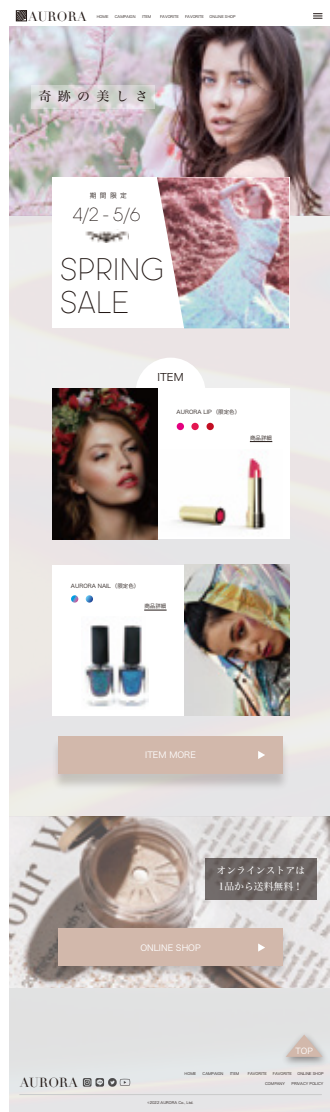 AURORA
HOME CAMPAIGN ITEM FAVORITE FAVORITE ONLINE SHOP
奇跡の美しさ
期間限定
4/2 - 5/6
SPRING
SALE
ITEM
AURORA LIP（限定色）
商品詳細
AURORA NAIL（限定色）
商品詳細
ITEM MORE
オンラインストアは
1品から送料無料！
ONLINE SHOP
TOP
HOME CAMPAIGN ITEM FAVORITE FAVORITE ONLINE SHOP
COMPANY PRIVACY POLICY
AURORA
©2023 AURORA Co., Ltd.